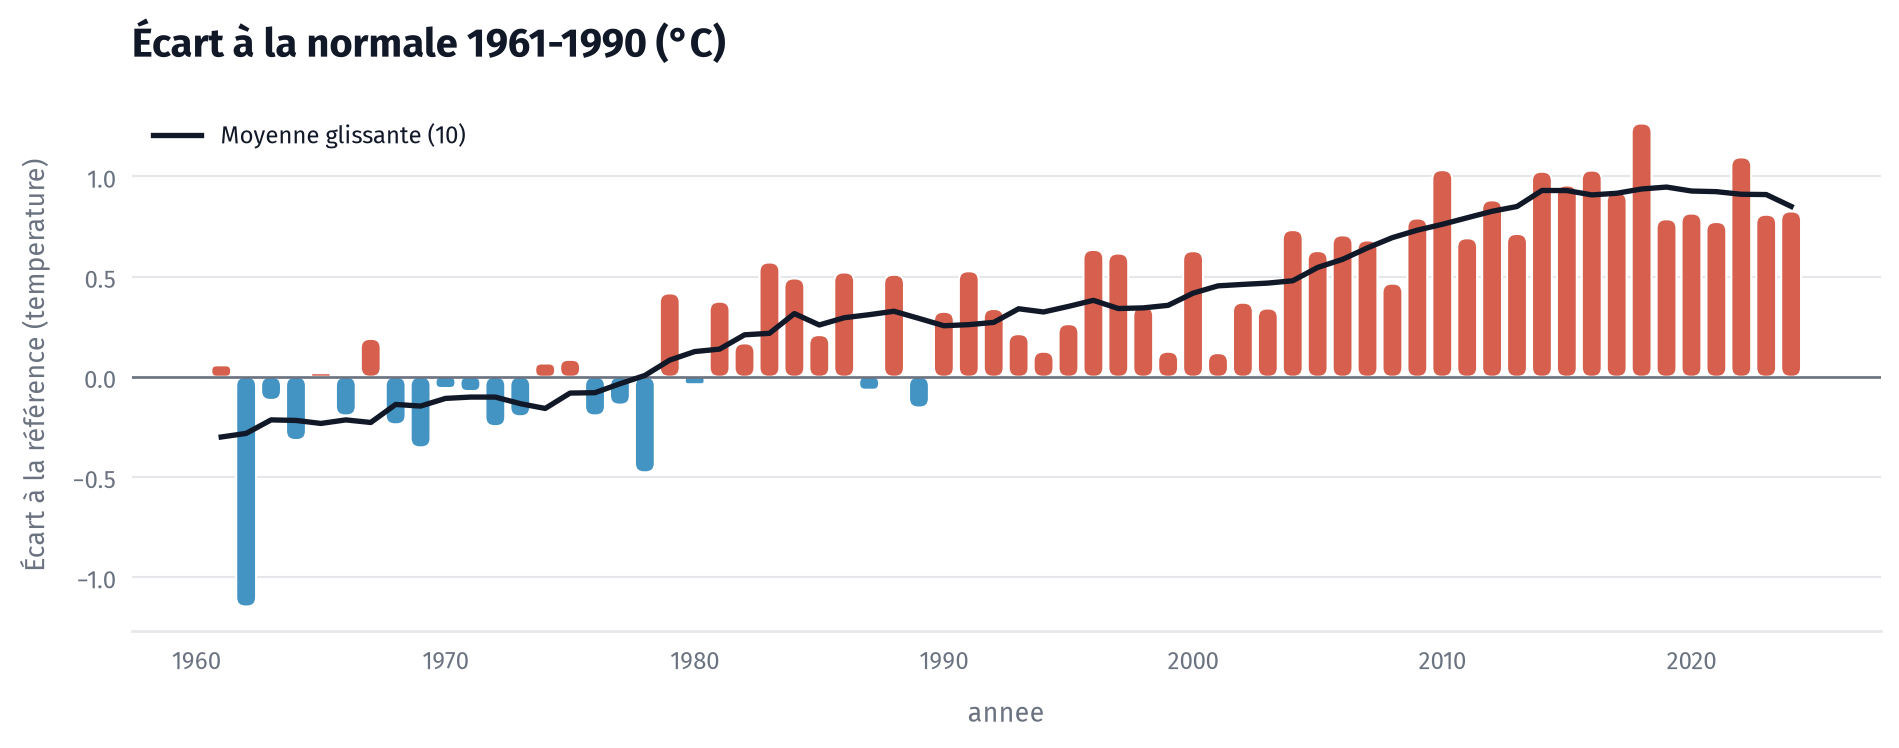 Écart à la normale 1961-1990 (°C)
Moyenne glissante (10)
Écart à la référence (temperature)
1.0
0.5
0.0
−0.5
−1.0
1960 1970 1980 1990 2000 2010 2020
annee